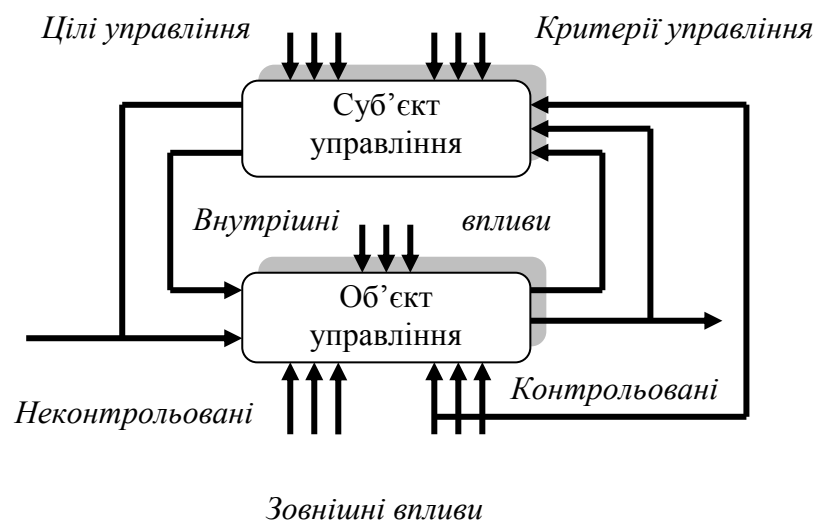 Цілі управління Критерії управління
Суб’єкт
управління
Внутрішні впливи
Об’єкт
управління
Контрольовані
Неконтрольовані
Зовнішні впливи